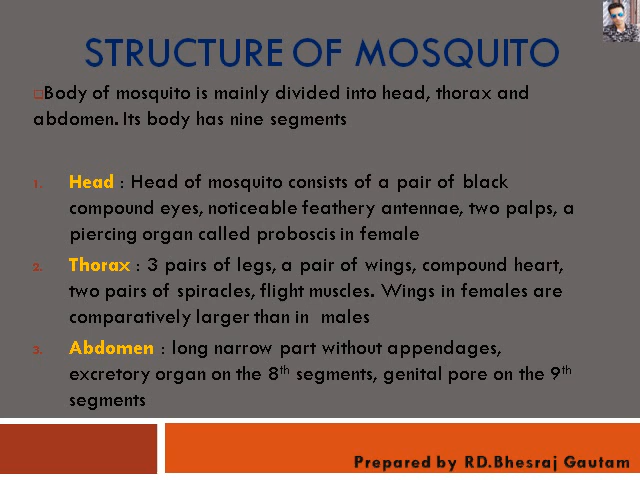 STRUCTURE OF MOSQUITO
Body of mosquito is mainly divided into head, thorax and
abdomen. Its body has nine segments
1. Head : Head of mosquito consists of a pair of black
compound eyes, noticeable feathery antennae, two palps, a
piercing organ called proboscis in female
2. Thorax : 3 pairs of legs, a pair of wings, compound heart,
two pairs of spiracles, flight muscles. Wings in females are
comparatively larger than in males
3. Abdomen : long narrow part without appendages,
excretory organ on the 8th segments, genital pore on the 9th
segments
Prepared by RD.Bhesraj Gautam